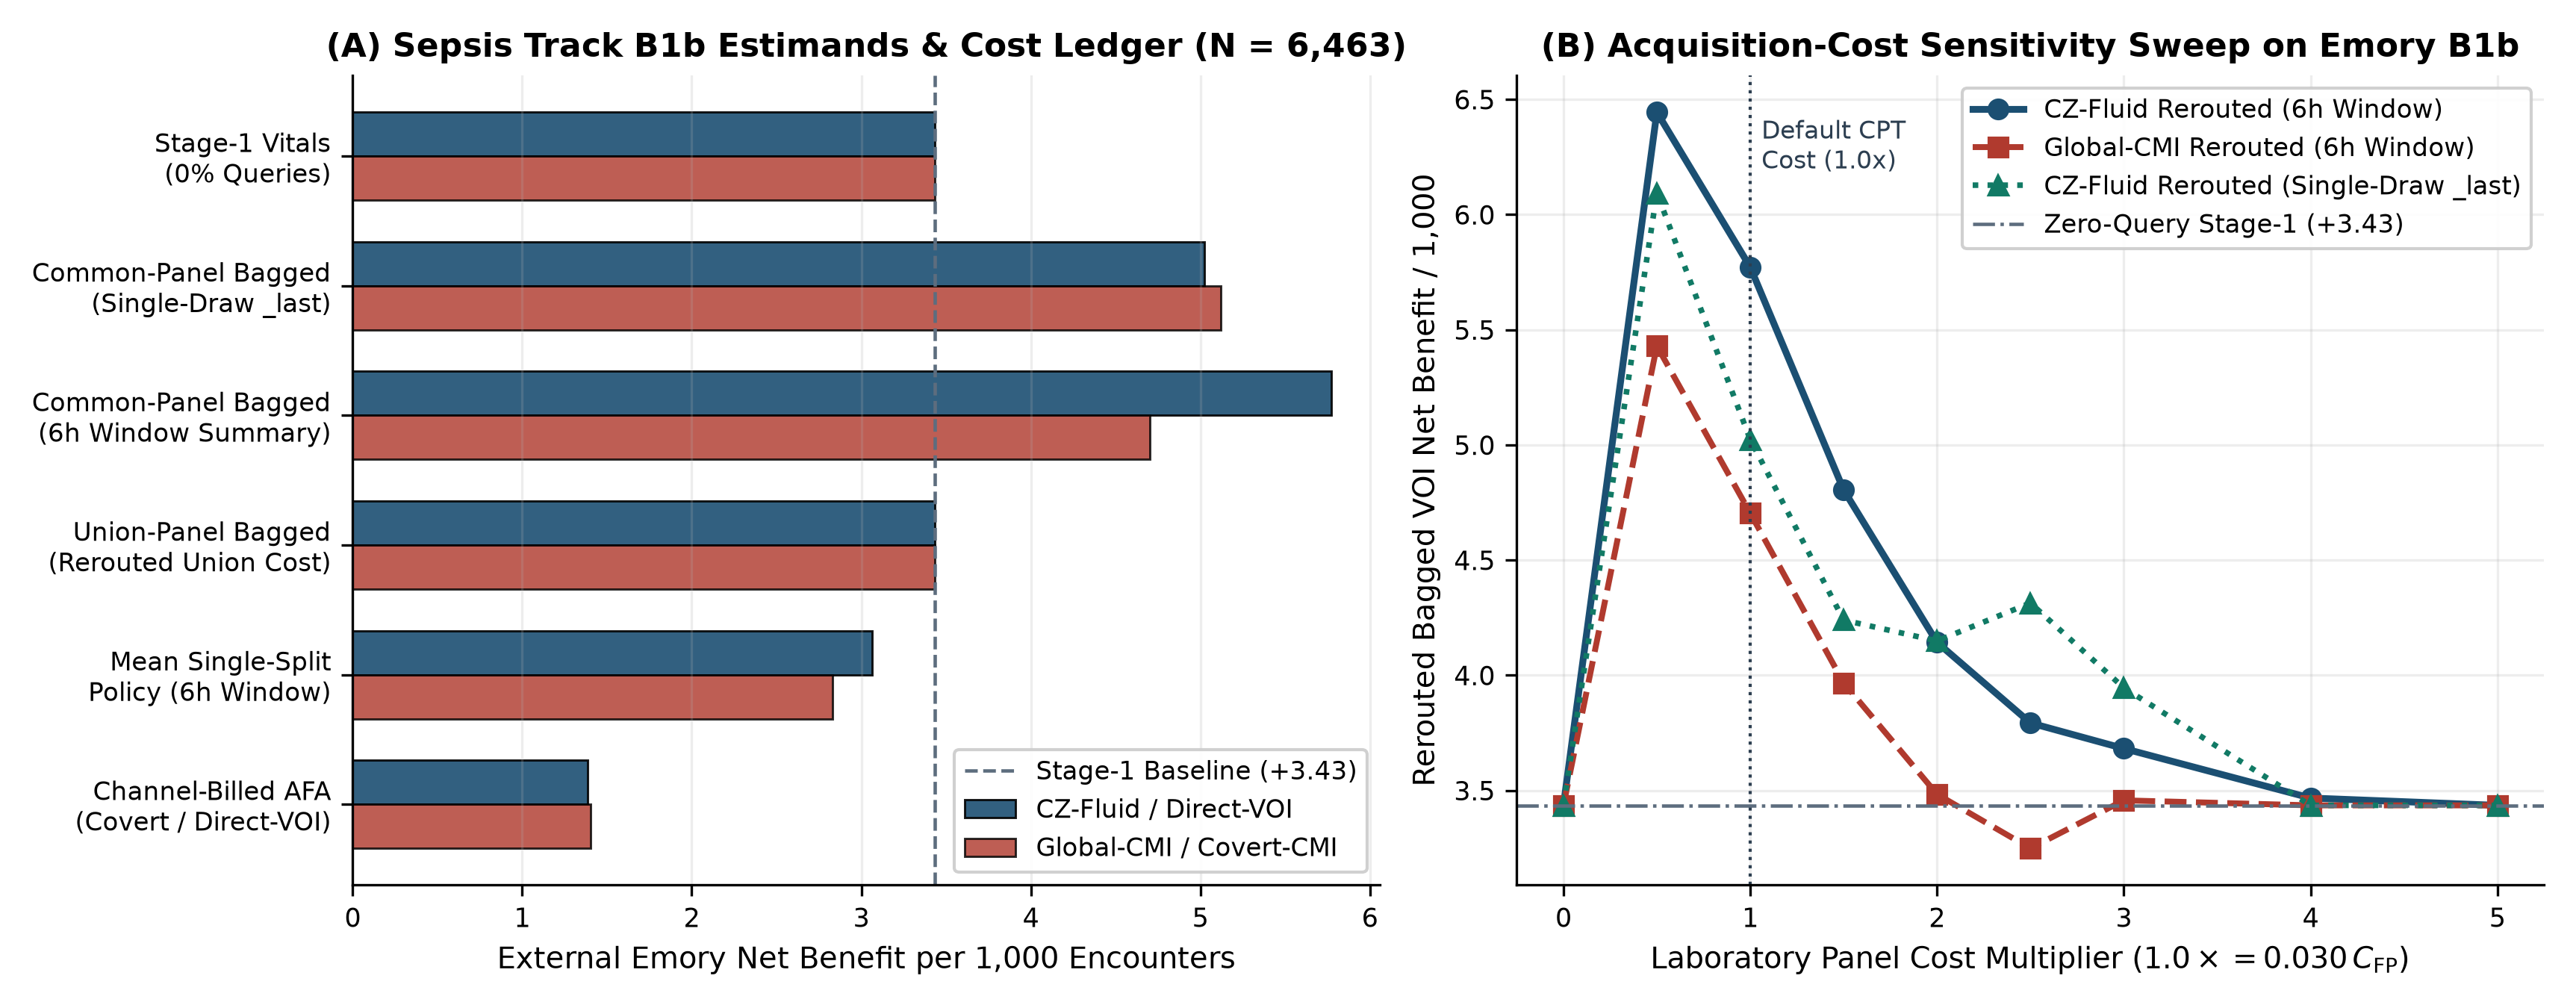 (A) Sepsis Track B1b Estimands & Cost Ledger (N = 6,463)
Stage-1 Vitals
(0% Queries)
Common-Panel Bagged
(Single-Draw _last)
Common-Panel Bagged
(6h Window Summary)
Union-Panel Bagged
(Rerouted Union Cost)
Mean Single-Split
Policy (6h Window)
Channel-Billed AFA
(Covert / Direct-VOI)
Stage-1 Baseline (+3.43)
CZ-Fluid / Direct-VOI
Global-CMI / Covert-CMI
0 1 2 3 4 5 6
External Emory Net Benefit per 1,000 Encounters
(B) Acquisition-Cost Sensitivity Sweep on Emory B1b
Rerouted Bagged VOI Net Benefit / 1,000
6.5
6.0
5.5
5.0
4.5
4.0
3.5
Default CPT
Cost (1.0x)
CZ-Fluid Rerouted (6h Window)
Global-CMI Rerouted (6h Window)
CZ-Fluid Rerouted (Single-Draw _last)
Zero-Query Stage-1 (+3.43)
0 1 2 3 4 5
Laboratory Panel Cost Multiplier (1.0 × = 0.030 C_FP)